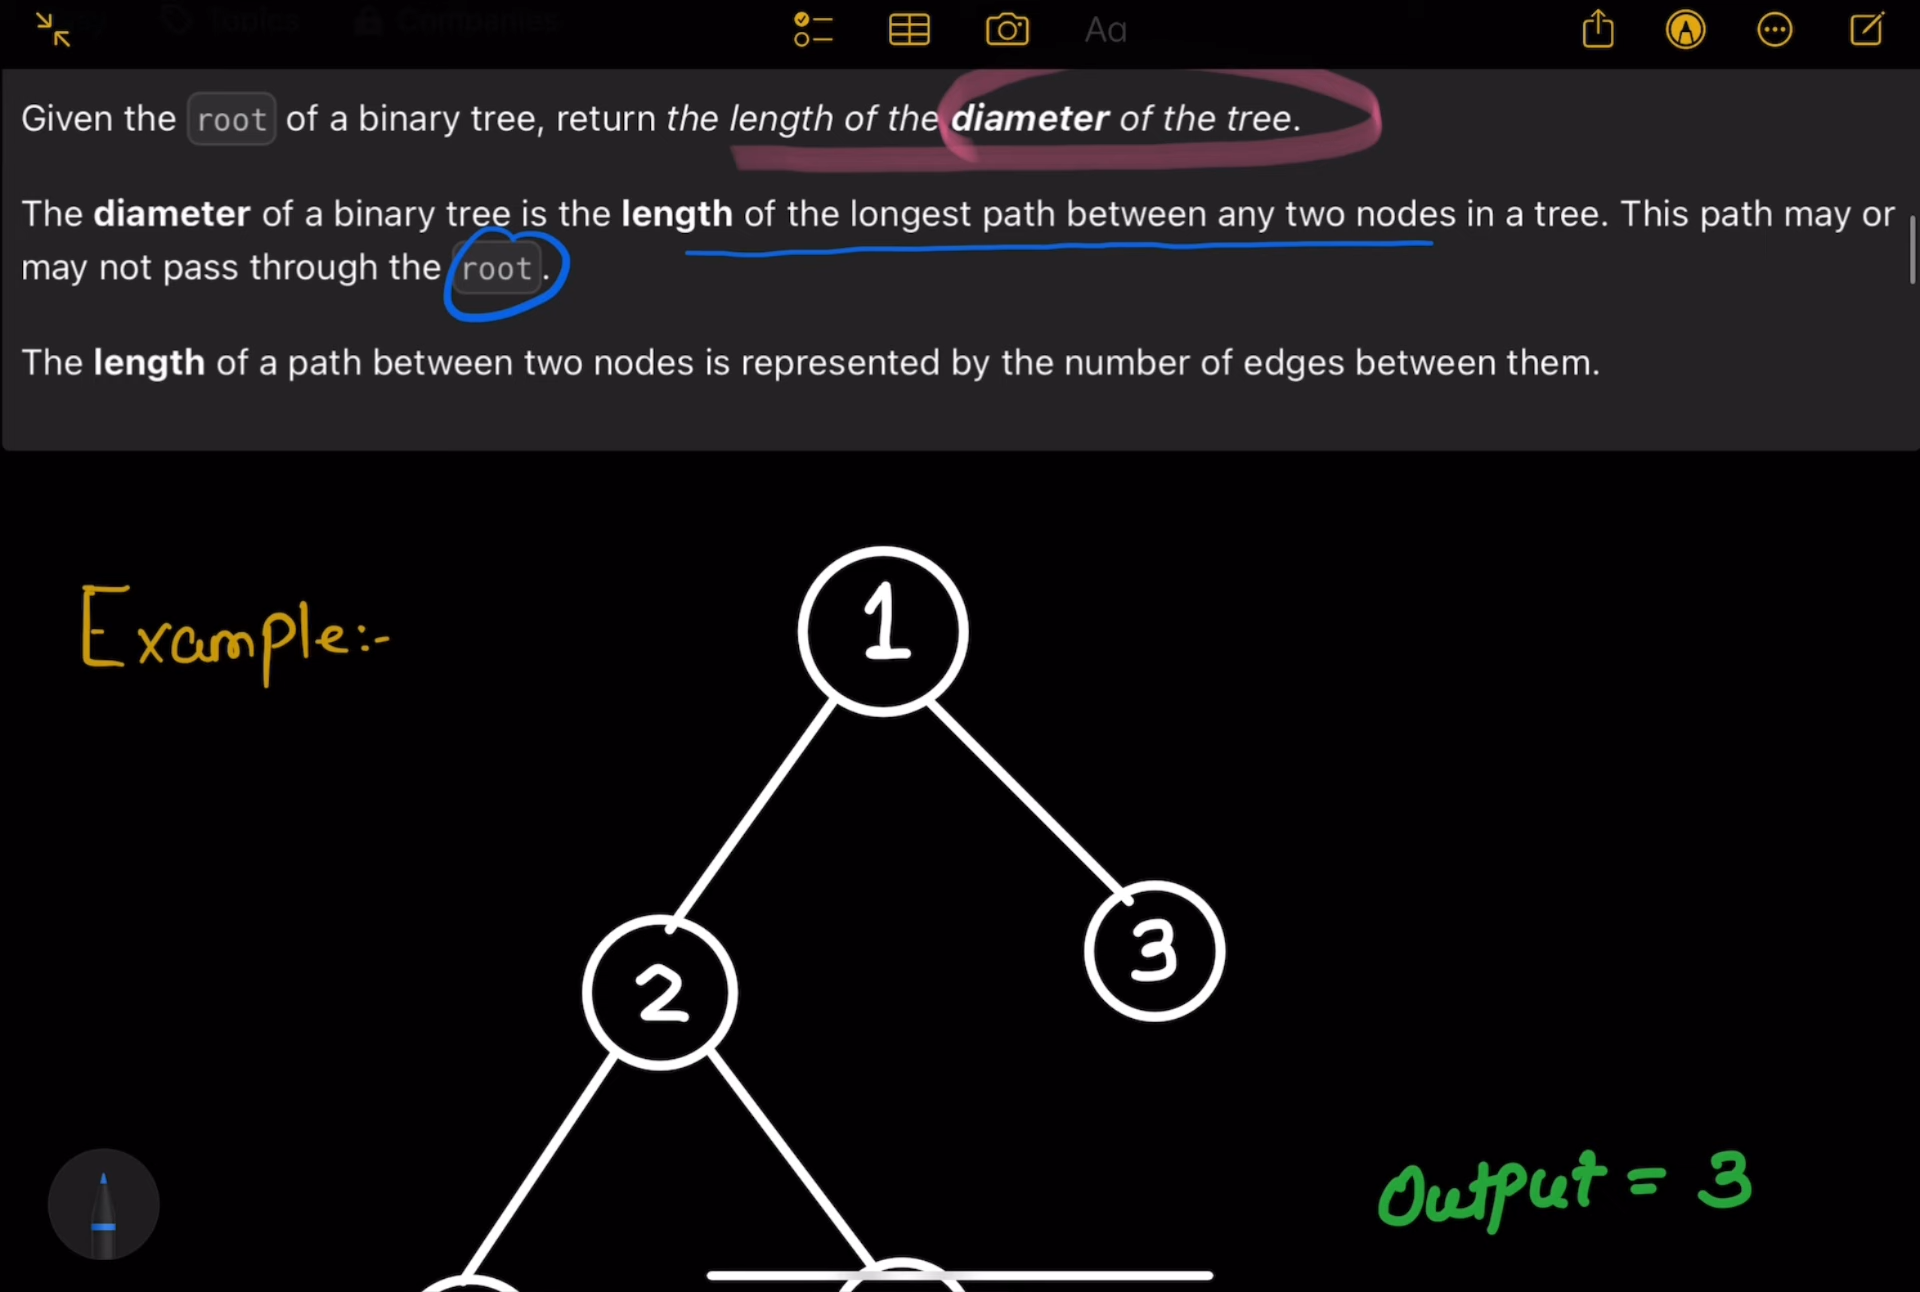 Topics Companies
Aa
Given the root of a binary tree, return the length of the diameter of the tree.
The diameter of a binary tree is the length of the longest path between any two nodes in a tree. This path may or
may not pass through the root.
The length of a path between two nodes is represented by the number of edges between them.
Example:-
1
2
3
Output = 3